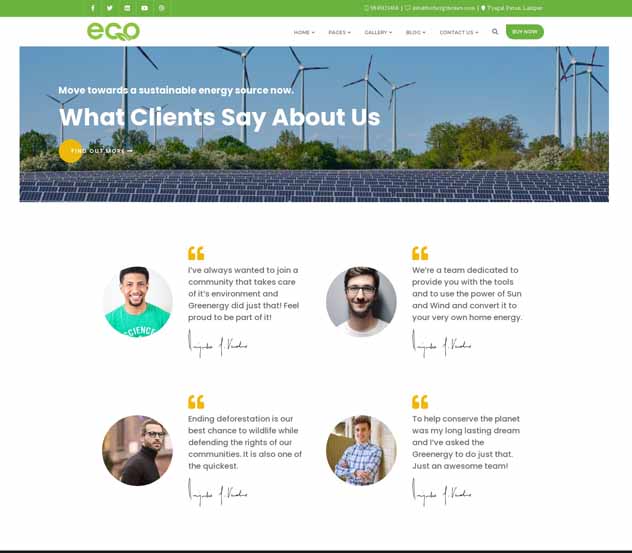 eco
HOME PAGES GALLERY BLOG CONTACT US BUY NOW
Move towards a sustainable energy source now.
What Clients Say About Us
FIND OUT MORE
I've always wanted to join a
community that takes care
of it's environment and
Greenergy did just that! Feel
proud to be part of it!
We're a team dedicated to
provide you with the tools
and to use the power of Sun
and Wind and convert it to
your very own home energy.
SCIENCE
Ending deforestation is our
best chance to wildlife while
defending the rights of our
communities. It is also one of
the quickest.
To help conserve the planet
was my long lasting dream
and I've asked the
Greenergy to do just that.
Just an awesome team!